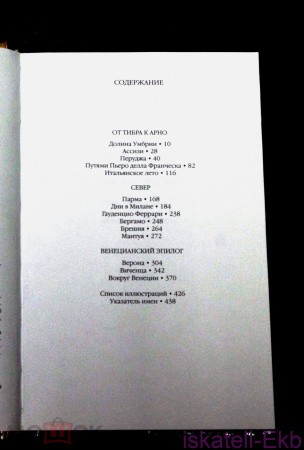 СОДЕРЖАНИЕ
ОТ ТИБРА К АРНО
Долина Умбрии • 10
Ассизи • 28
Перуджа • 40
Путями Пьеро делла Франческа • 82
Итальянское лето • 116
СЕВЕР
Парма • 168
Дни в Милане • 184
Гауденцио Феррари • 238
Бергамо • 248
Брешия • 264
Мантуя • 272
ВЕНЕЦИАНСКИЙ ЭПИЛОГ
Верона • 304
Виченца • 342
Вокруг Венеции • 370
Список иллюстраций • 426
Указатель имен • 438
iskateli-Ekb